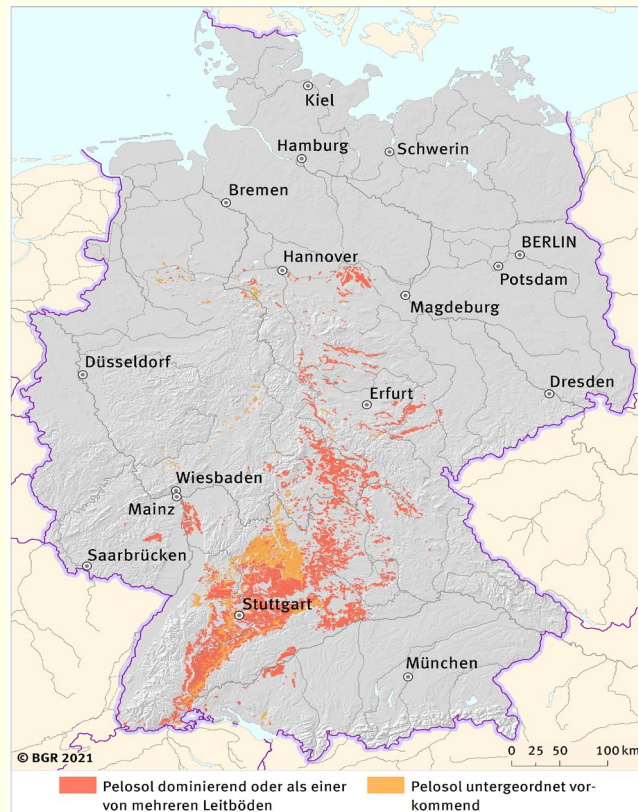 Kiel
Hamburg
Schwerin
Bremen
BERLIN
Hannover
Potsdam
Magdeburg
Düsseldorf
Erfurt
Dresden
Wiesbaden
Mainz
Saarbrücken
Stuttgart
München
© BGR 2021
0 25 50 100 km
Pelosol dominierend oder als einer
von mehreren Leitböden
Pelosol untergeordnet vor-
kommend